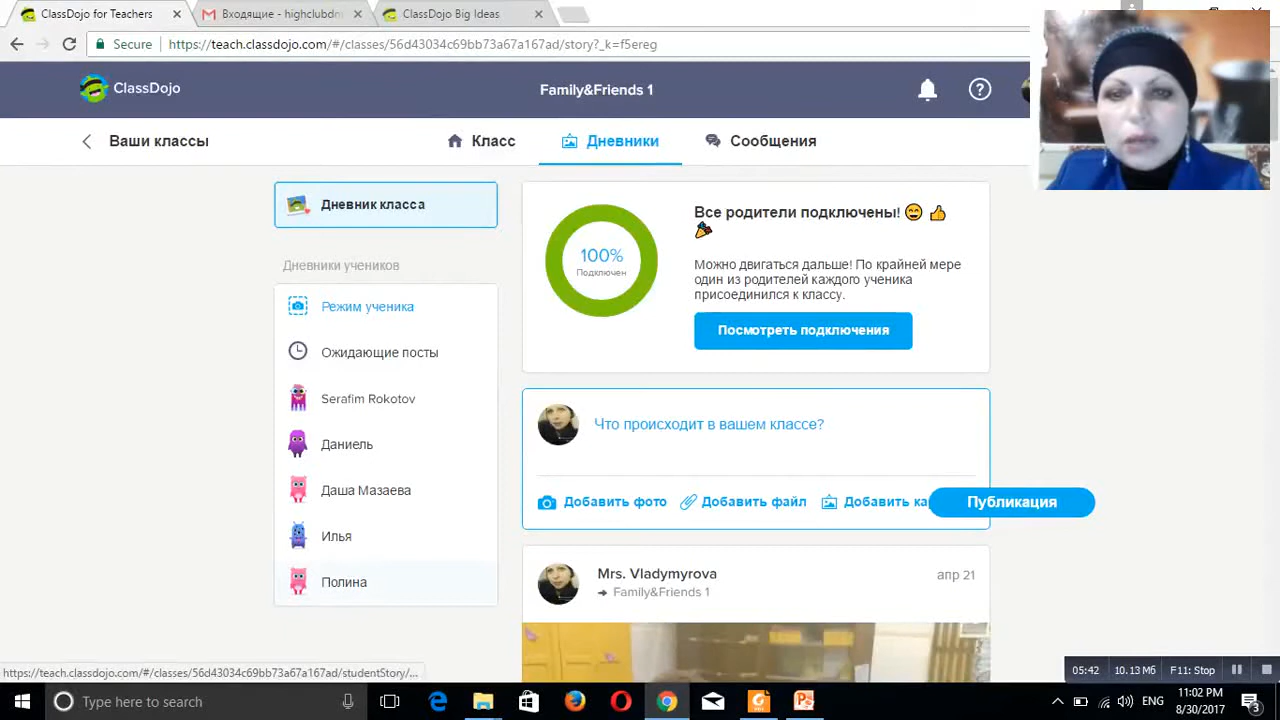 ClassDojo for Teachers
Входящие - highclubdn
ClassDojo Big Ideas
Secure
https://teach.classdojo.com/#/classes/56d43034c69bb73a67a167ad/story?_k=f5ereg
ClassDojo
Family&Friends 1
Ваши классы
Класс
Дневники
Сообщения
Дневник класса
Дневники учеников
Режим ученика
Ожидающие посты
Serafim Rokotov
Даниель
Даша Мазаева
Илья
Полина
100%
Подключен
Все родители подключены!
Можно двигаться дальше! По крайней мере
один из родителей каждого ученика
присоединился к классу.
Посмотреть подключения
Что происходит в вашем классе?
Добавить фото
Добавить файл
Добавить ка
Публикация
Mrs. Vladymyrova
апр 21
Family&Friends 1
https://teach.classdojo.com/#/classes/56d43034c69bb73a67a167ad/studentStory/...
05:42
10.13 Мб
F11: Stop
Type here to search
ENG
11:02 PM
8/30/2017
3